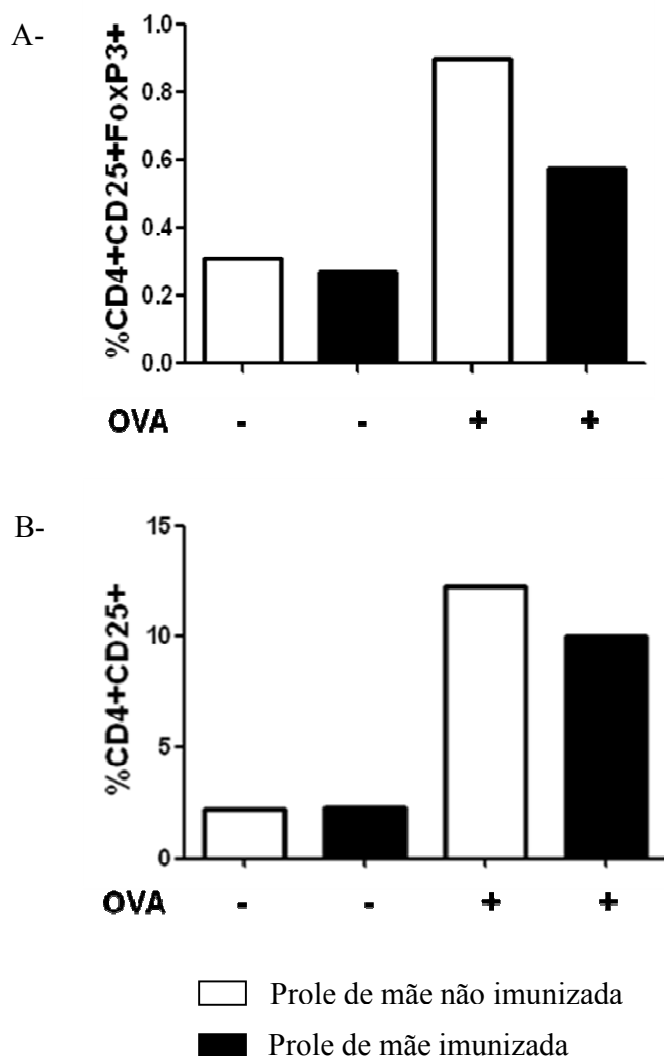 A-
%CD4+CD25+FoxP3+
1.0
0.8
0.6
0.4
0.2
0.0
OVA - - + +
B-
%CD4+CD25+
15
10
5
0
OVA - - + +
Prole de mãe não imunizada
Prole de mãe imunizada